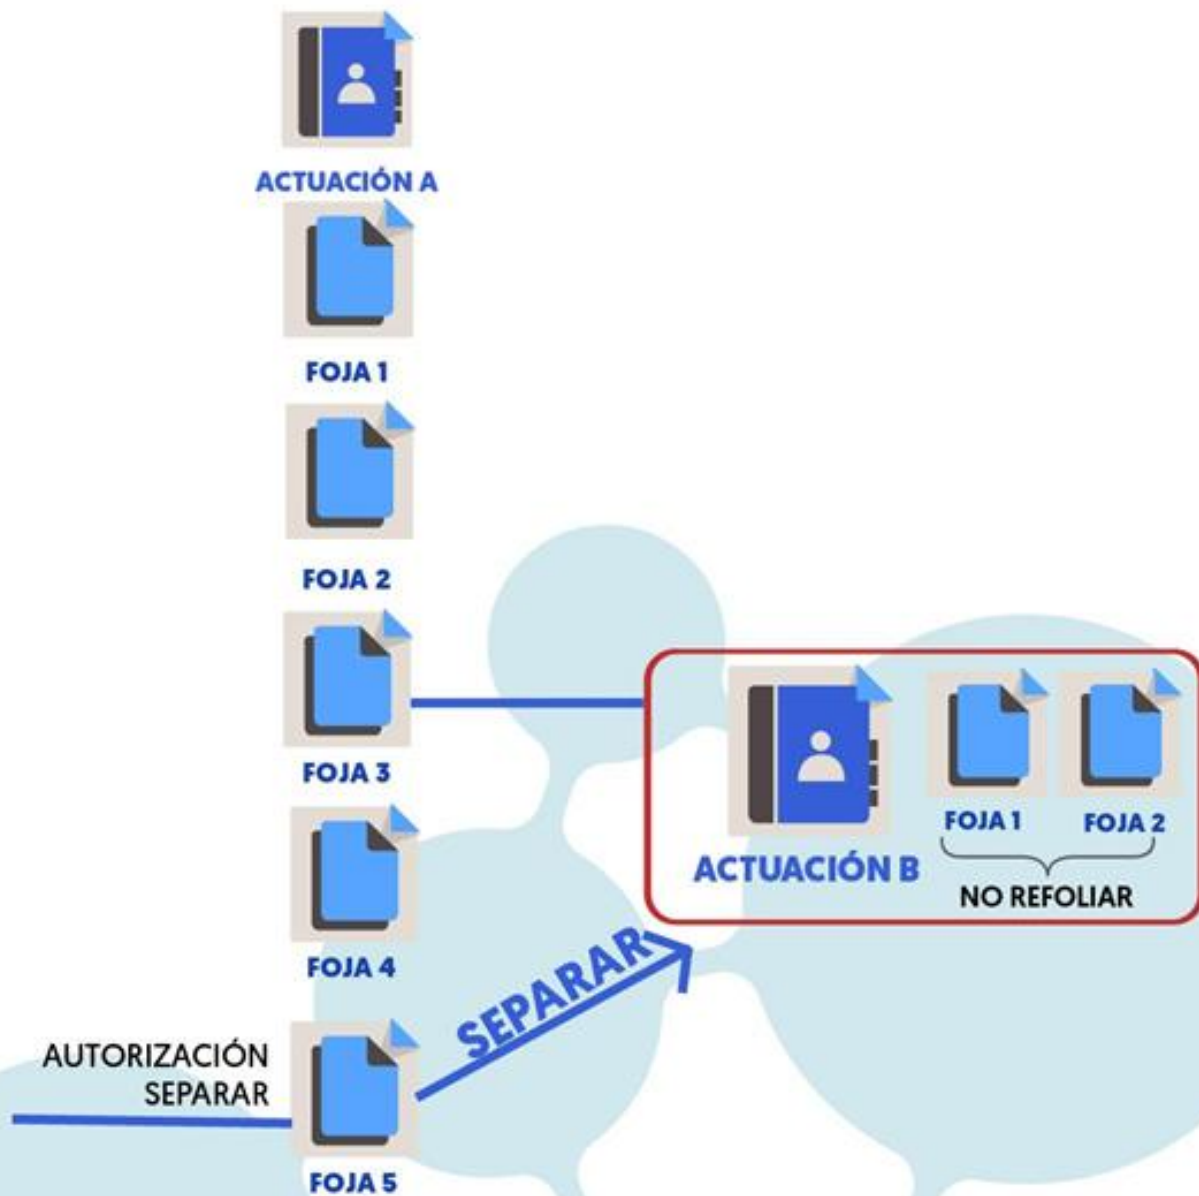 ACTUACIÓN A
FOJA 1
FOJA 2
FOJA 3
ACTUACIÓN B
FOJA 1
FOJA 2
NO REFOLIAR
FOJA 4
SEPARAR
AUTORIZACIÓN
SEPARAR
FOJA 5